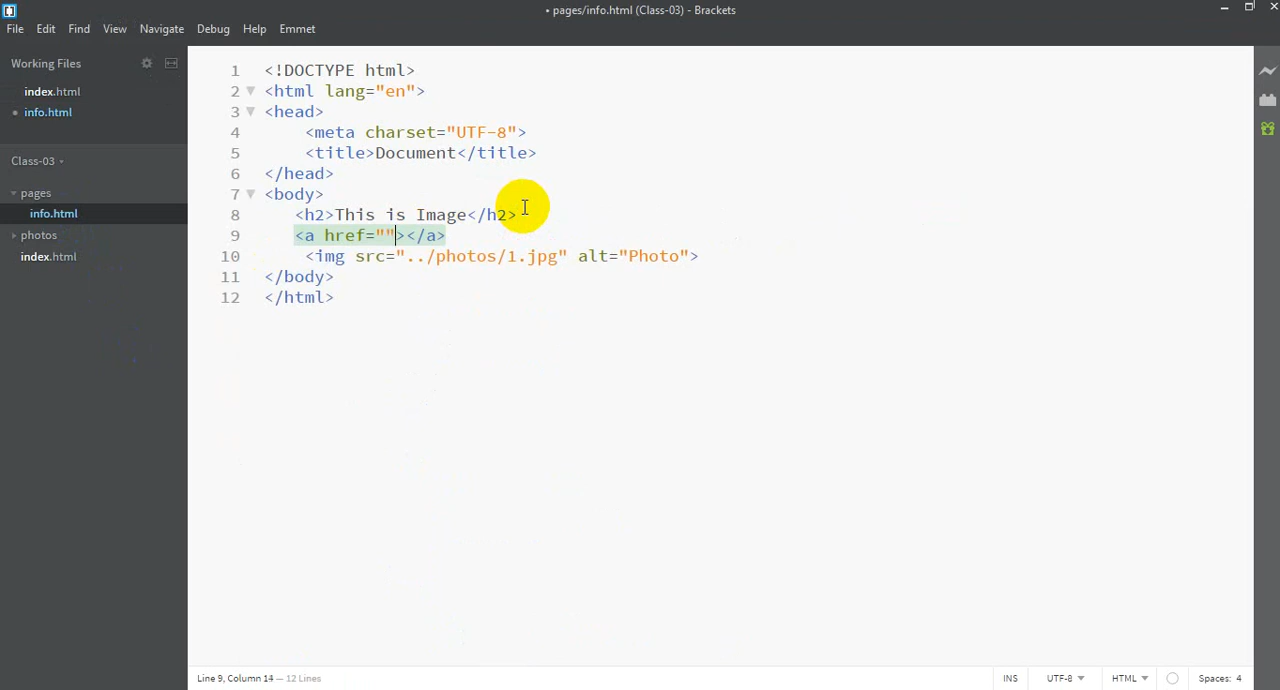 • pages/info.html (Class-03) - Brackets
File Edit Find View Navigate Debug Help Emmet
Working Files
index.html
• info.html
Class-03
pages
info.html
photos
index.html
1 <!DOCTYPE html>
2 <html lang="en">
3 <head>
4 <meta charset="UTF-8">
5 <title>Document</title>
6 </head>
7 <body>
8 <h2>This is Image</h2>
9 <a href=""></a>
10 <img src="../photos/1.jpg" alt="Photo">
11 </body>
12 </html>
Line 9, Column 14 — 12 Lines INS UTF-8 HTML Spaces: 4